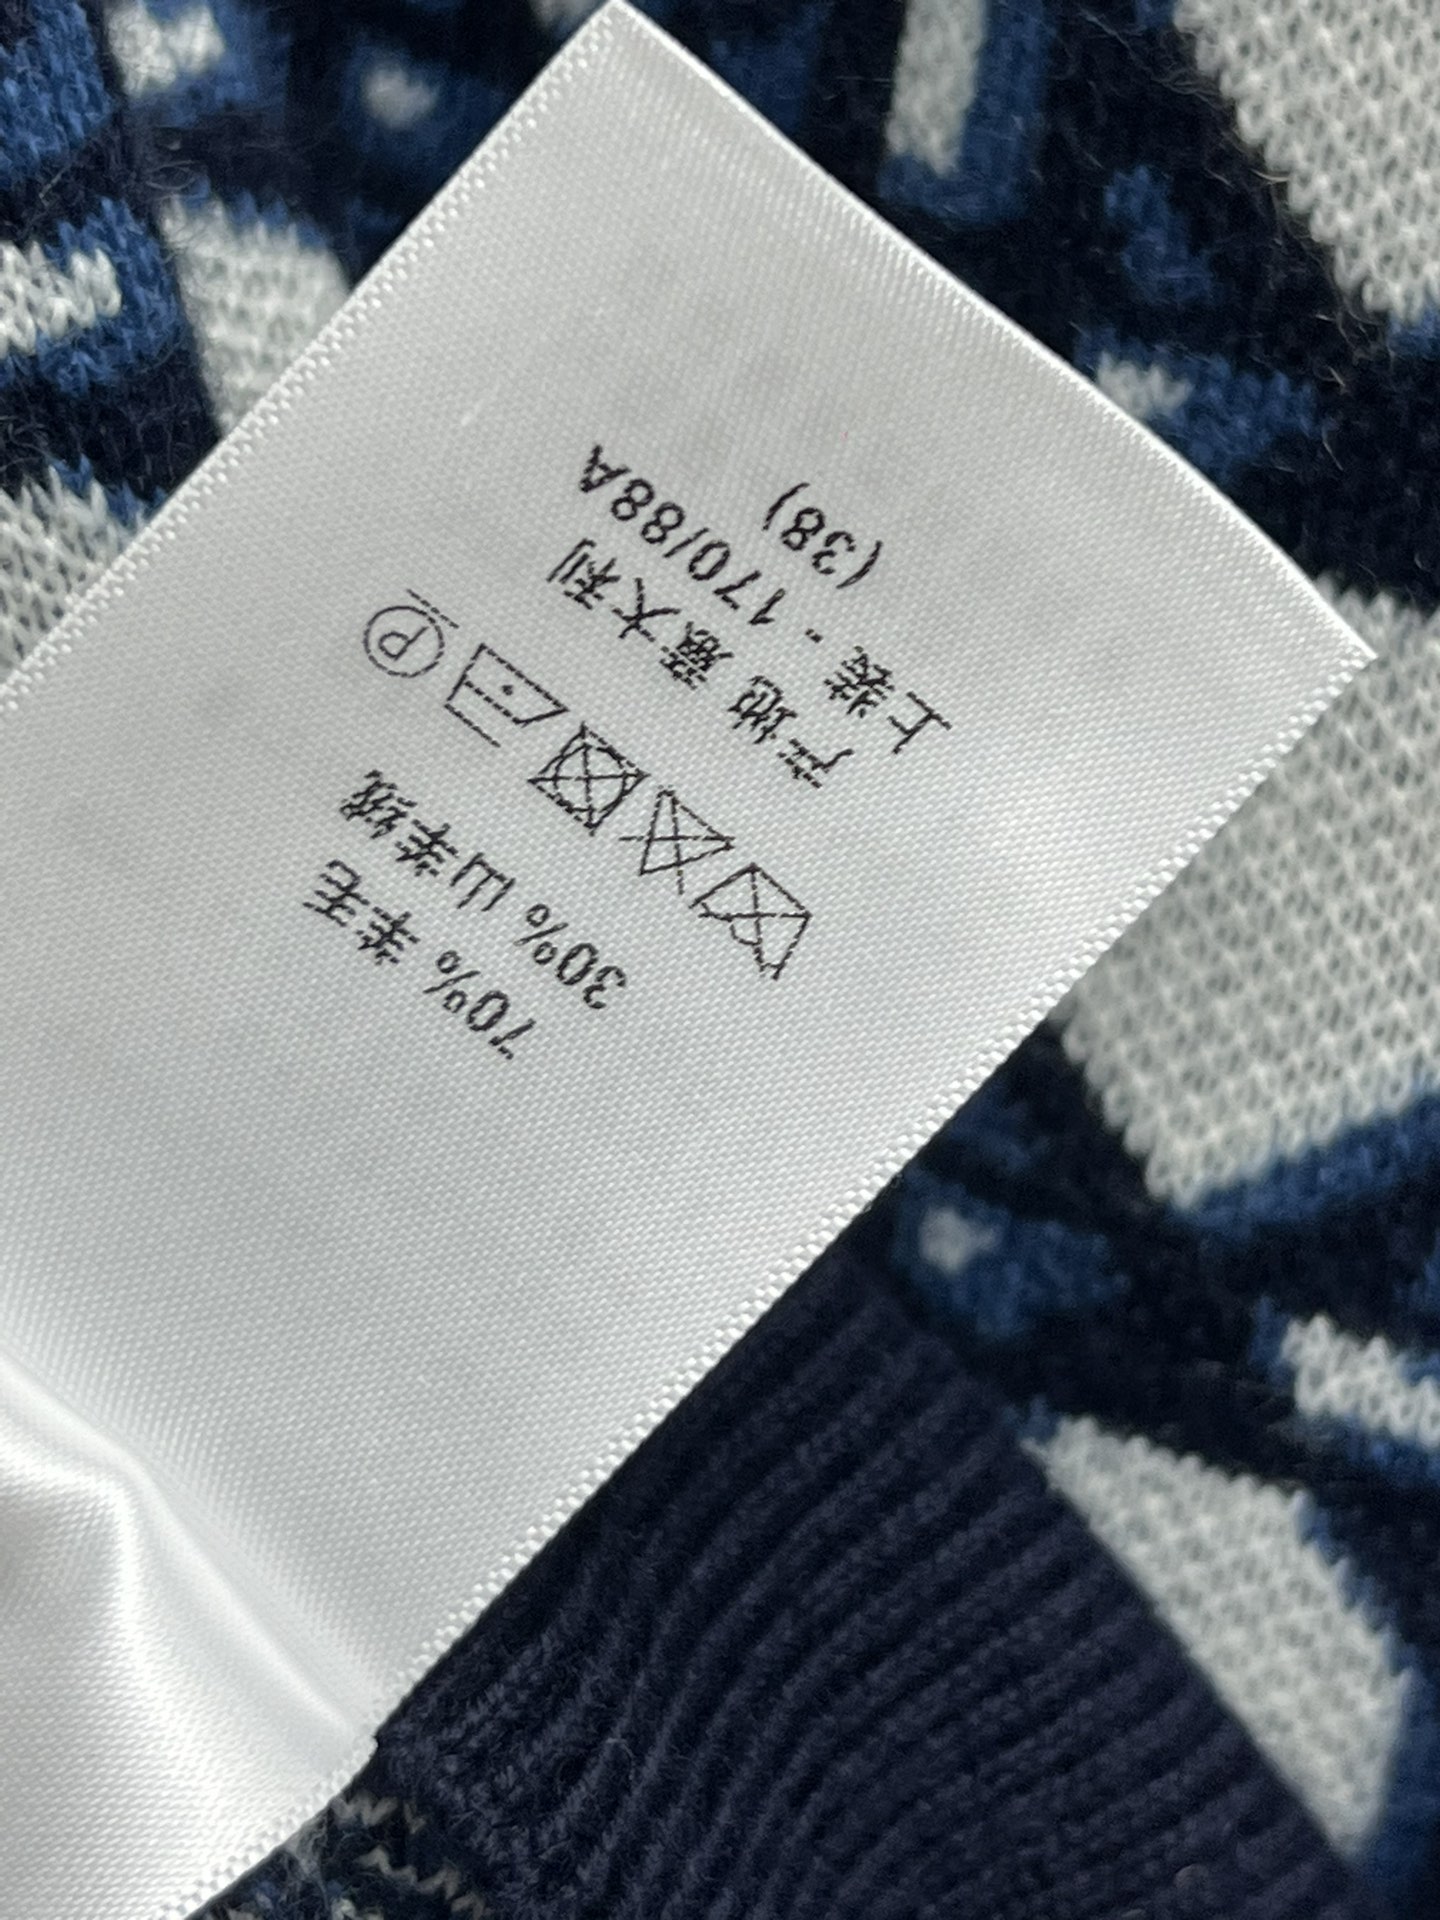 70% 羊毛
30% 山羊绒
P
产地 意大利
上装：170/88A
(38)